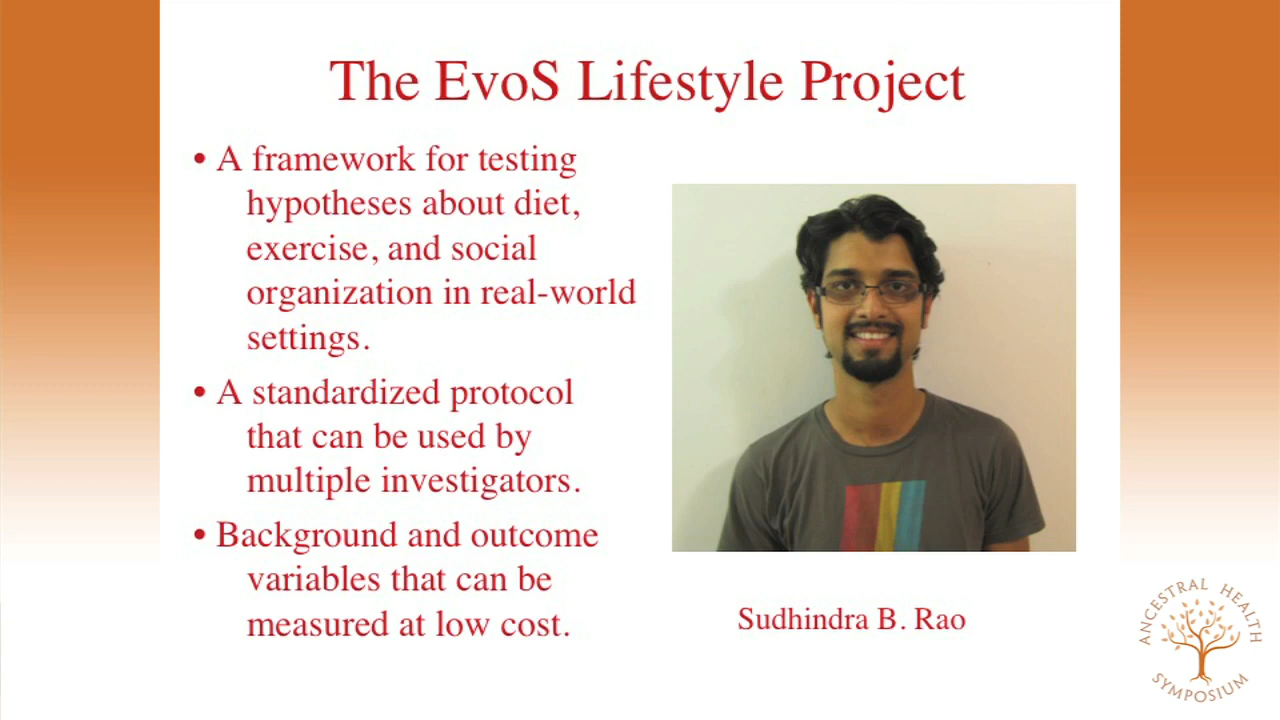 The EvoS Lifestyle Project
• A framework for testing
hypotheses about diet,
exercise, and social
organization in real-world
settings.
• A standardized protocol
that can be used by
multiple investigators.
• Background and outcome
variables that can be
measured at low cost.
Sudhindra B. Rao
ANCESTRAL HEALTH
SYMPOSIUM